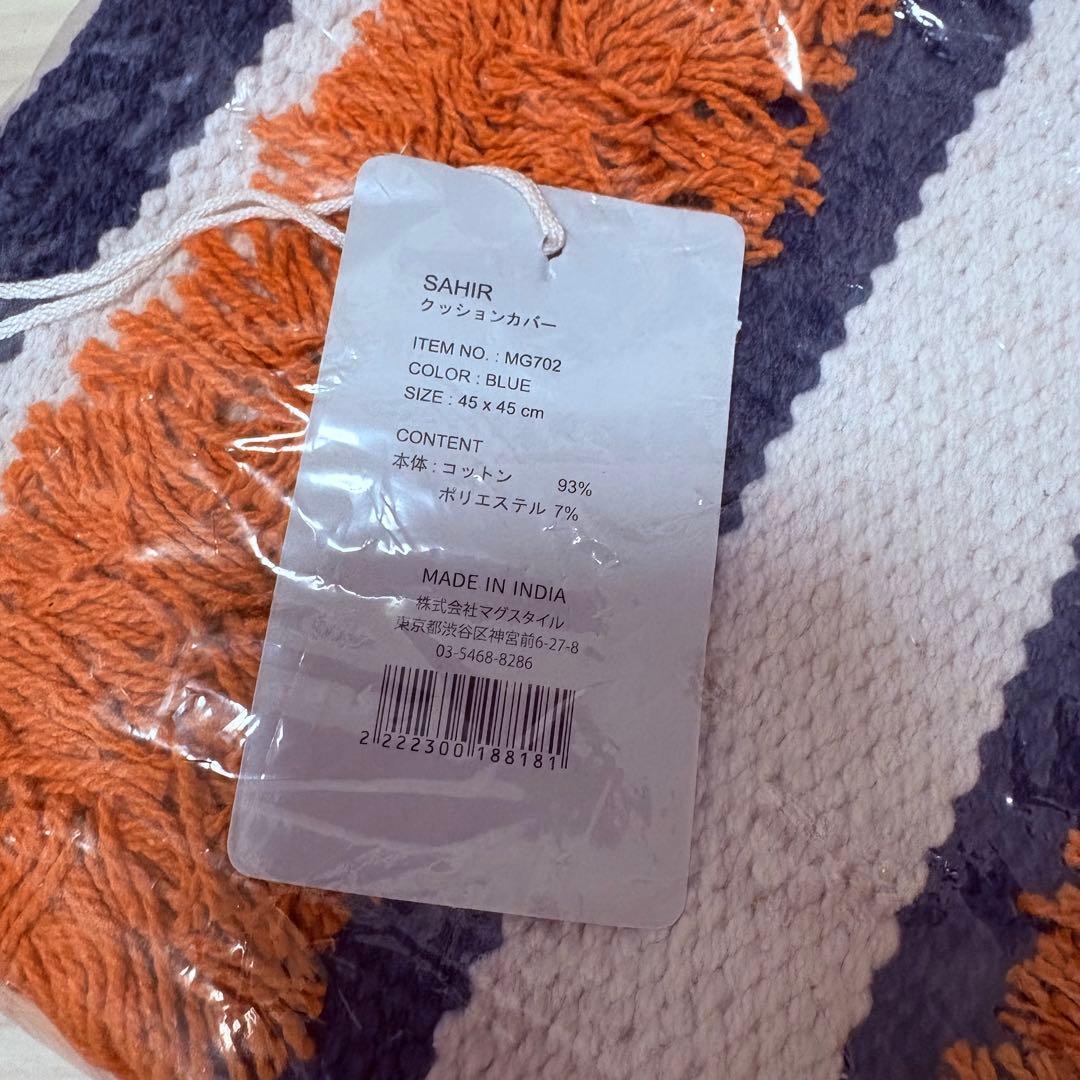 SAHIR
クッションカバー
ITEM NO. : MG702
COLOR : BLUE
SIZE : 45 x 45 cm
CONTENT
本体 : コットン 93%
ポリエステル 7%
MADE IN INDIA
株式会社マグスタイル
東京都渋谷区神宮前6-27-8
03-5468-8286
2 222300 188181